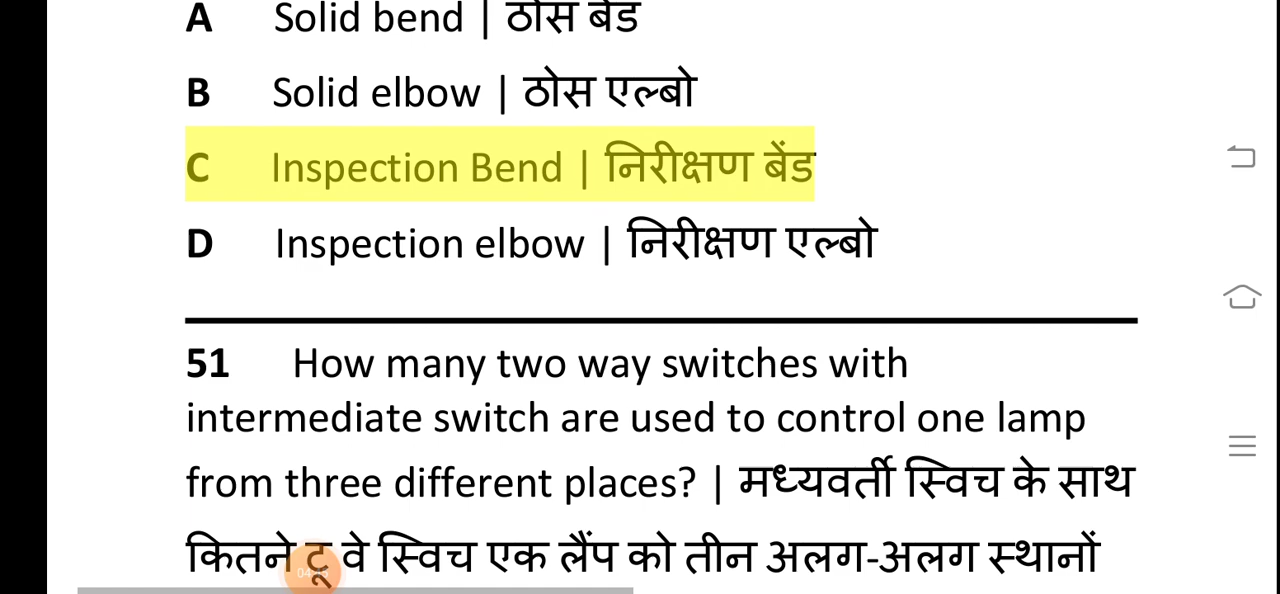 A Solid bend | ठोस बेंड
B Solid elbow | ठोस एल्बो
C Inspection Bend | निरीक्षण बेंड
D Inspection elbow | निरीक्षण एल्बो
51 How many two way switches with
intermediate switch are used to control one lamp
from three different places? | मध्यवर्ती स्विच के साथ
कितने टू वे स्विच एक लैंप को तीन अलग-अलग स्थानों